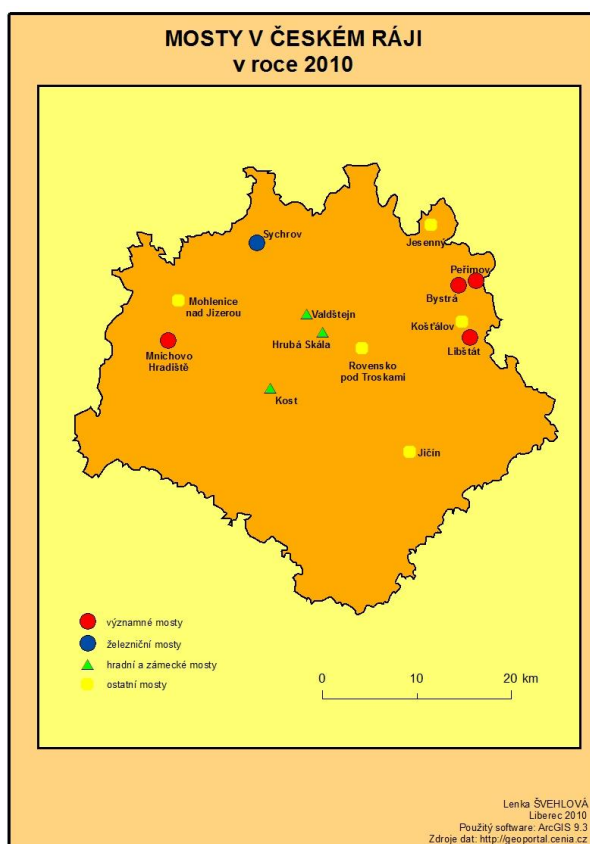 MOSTY V ČESKÉM RÁJI
v roce 2010
Jesenný
Sychrov
Peřimov
Bystrá
Mohlenice
nad Jizerou
Valdštejn
Košťálov
Hrubá Skála
Libštát
Mnichovo
Hradiště
Rovensko
pod Troskami
Kost
Jičín
významné mosty
železniční mosty
hradní a zámecké mosty
ostatní mosty
0 10 20 km
Lenka ŠVEHLOVÁ
Liberec 2010
Použitý software: ArcGIS 9.3
Zdroje dat: http://geoportal.cenia.cz